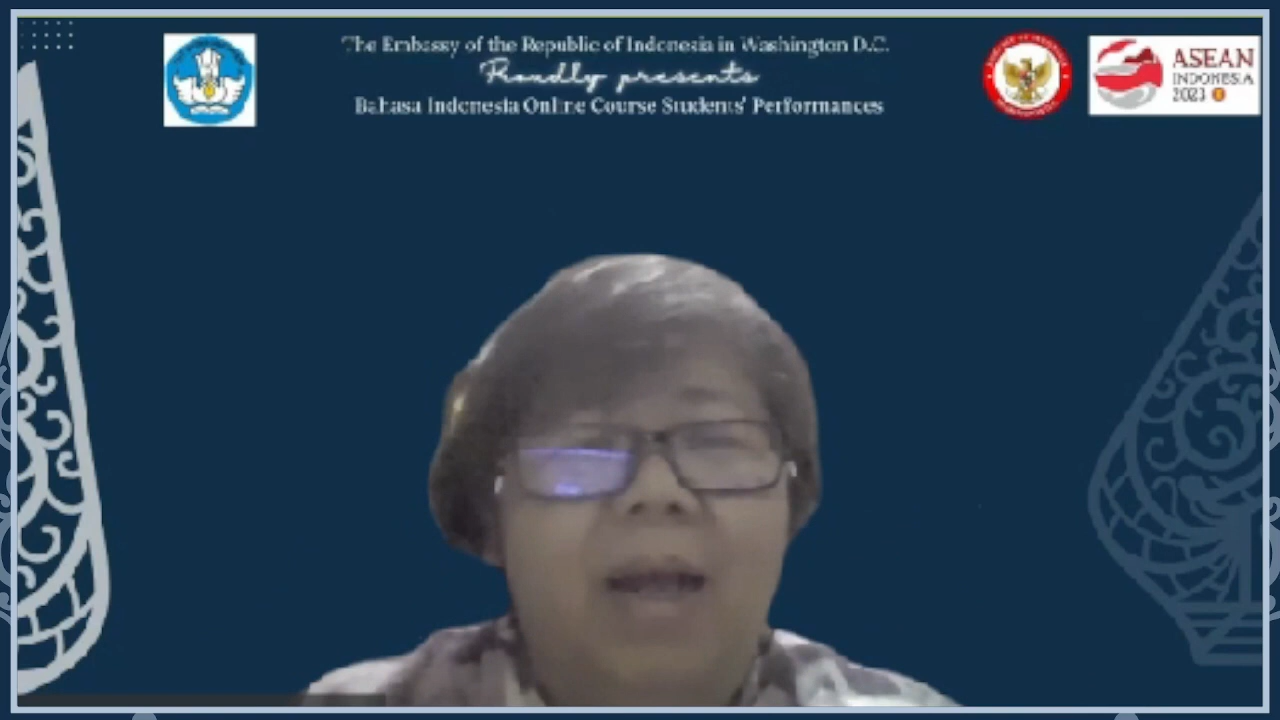 The Embassy of the Republic of Indonesia in Washington D.C.
Proudly presents
Bahasa Indonesia Online Course Students' Performances
ASEAN
INDONESIA
2023